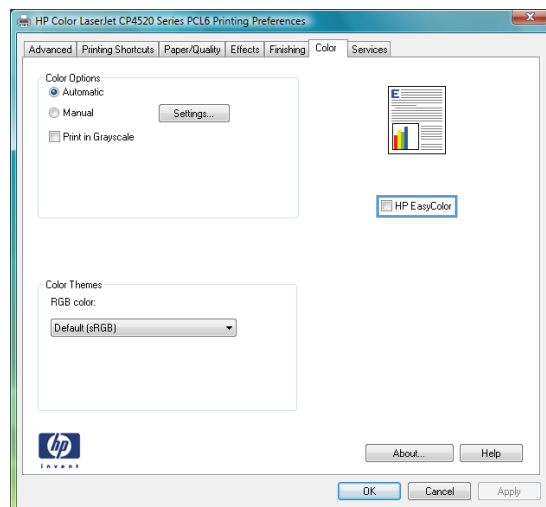 HP Color LaserJet CP4520 Series PCL6 Printing Preferences
Advanced Printing Shortcuts Paper/Quality Effects Finishing Color Services
Color Options
Automatic
Manual Settings...
Print in Grayscale
E
HP EasyColor
Color Themes
RGB color:
Default (sRGB)
hp
invent
About... Help
OK Cancel Apply